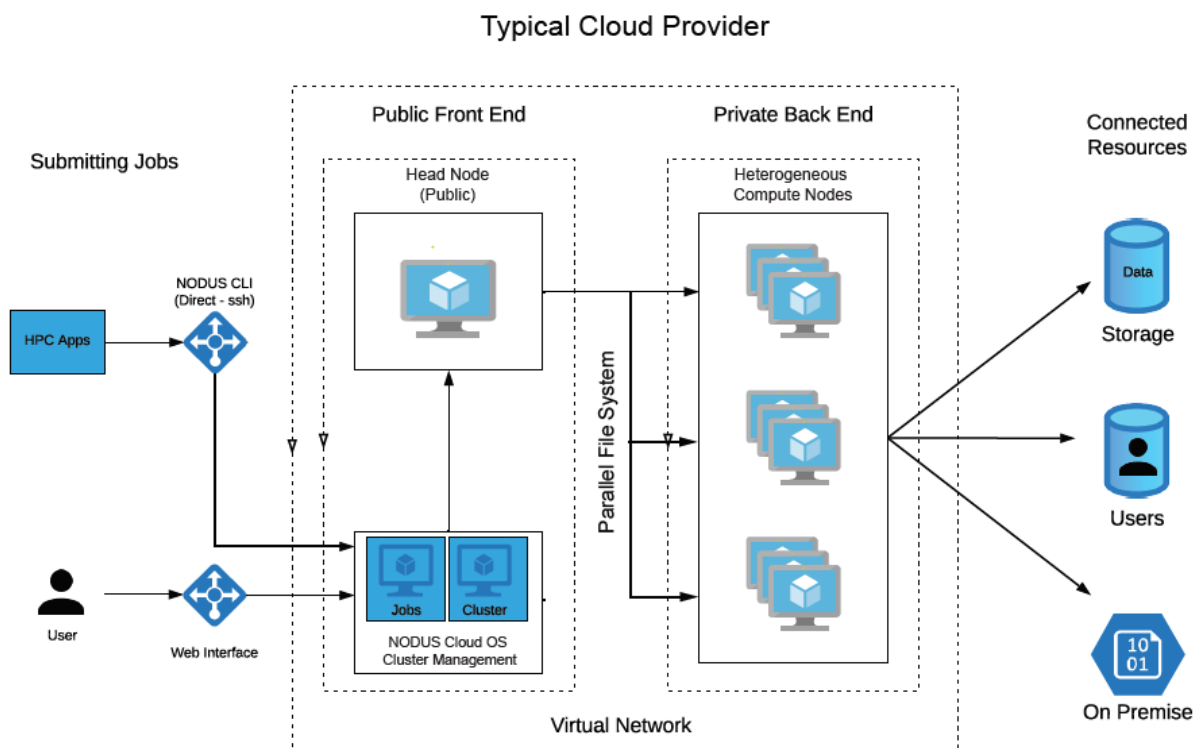 Typical Cloud Provider
Public Front End
Private Back End
Connected
Resources
Submitting Jobs
Head Node
(Public)
Heterogeneous
Compute Nodes
NODUS CLI
(Direct - ssh)
HPC Apps
Data
Storage
Parallel File System
Users
Jobs
Cluster
User
Web Interface
NODUS Cloud OS
Cluster Management
10
01
On Premise
Virtual Network